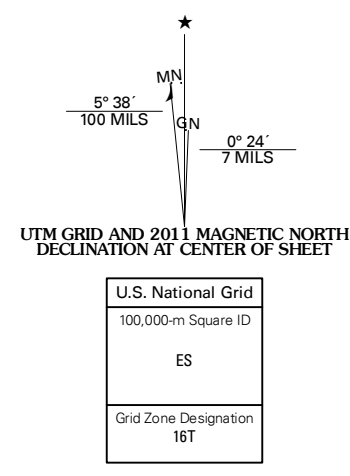 ★
MN
5° 38´
100 MILS
GN
0° 24´
7 MILS
UTM GRID AND 2011 MAGNETIC NORTH
DECLINATION AT CENTER OF SHEET
U.S. National Grid
100,000-m Square ID
ES
Grid Zone Designation
16T